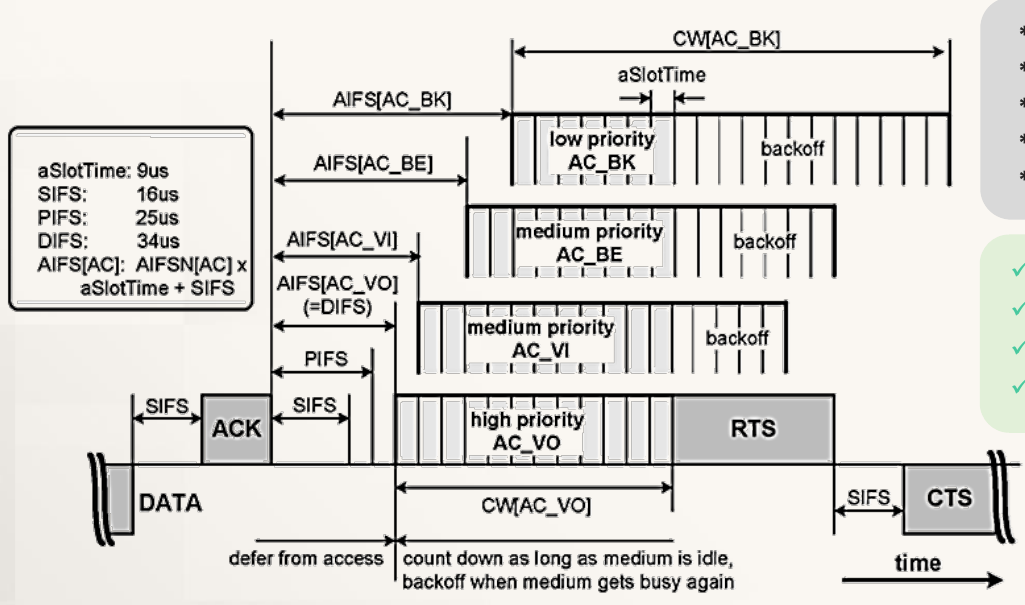 CW[AC_BK]
aSlotTime
AIFS[AC_BK]
low priority
AC_BK
backoff
AIFS[AC_BE]
aSlotTime: 9us
SIFS: 16us
PIFS: 25us
DIFS: 34us
AIFS[AC]: AIFSN[AC] x
aSlotTime + SIFS
medium priority
AC_BE
backoff
AIFS[AC_VI]
AIFS[AC_VO]
(=DIFS)
medium priority
AC_VI
backoff
PIFS
SIFS
ACK
SIFS
high priority
AC_VO
RTS
DATA
CW[AC_VO]
SIFS
CTS
defer from access
count down as long as medium is idle,
backoff when medium gets busy again
time
*
*
*
*
*
✓
✓
✓
✓